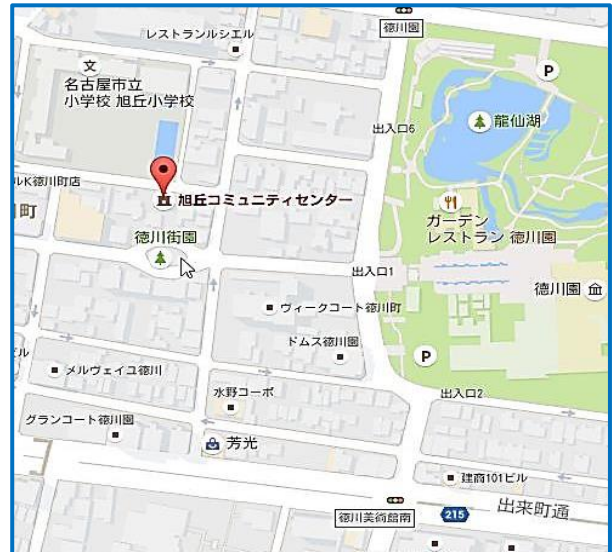 レストランルシエル
徳川園
P
文
名古屋市立
小学校 旭丘小学校
出入口6
龍仙湖
ルK徳川町店
旭丘コミュニティセンター
ガーデン
レストラン 徳川園
町
徳川街園
出入口1
徳川園
ヴィークコート徳川町
ドムス徳川園
P
ビル
メルヴェイユ徳川
水野コーポ
出入口2
グランコート徳川園
芳光
建商101ビル
徳川美術館南
215
出来町通